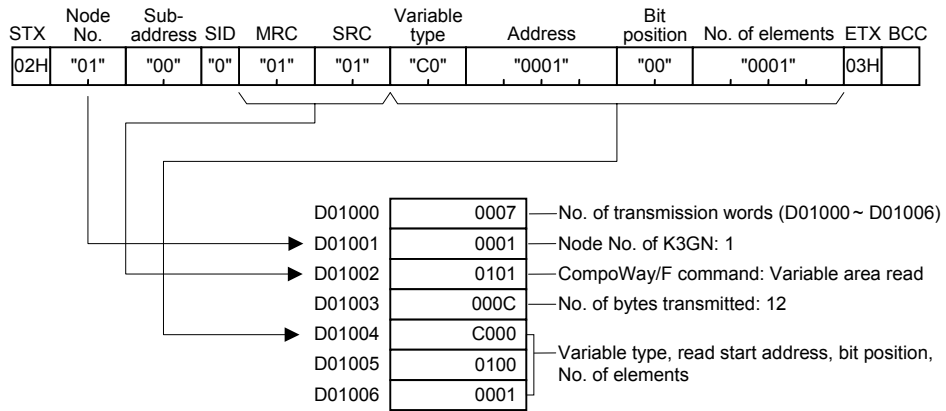 STX Node No. Sub-address SID MRC SRC Variable type Address Bit position No. of elements ETX BCC
02H "01" "00" "0" "01" "01" "C0" "0001" "00" "0001" 03H
D01000 0007 No. of transmission words (D01000 ~ D01006)
D01001 0001 Node No. of K3GN: 1
D01002 0101 CompoWay/F command: Variable area read
D01003 000C No. of bytes transmitted: 12
D01004 C000
Variable type, read start address, bit position,
D01005 0100
No. of elements
D01006 0001